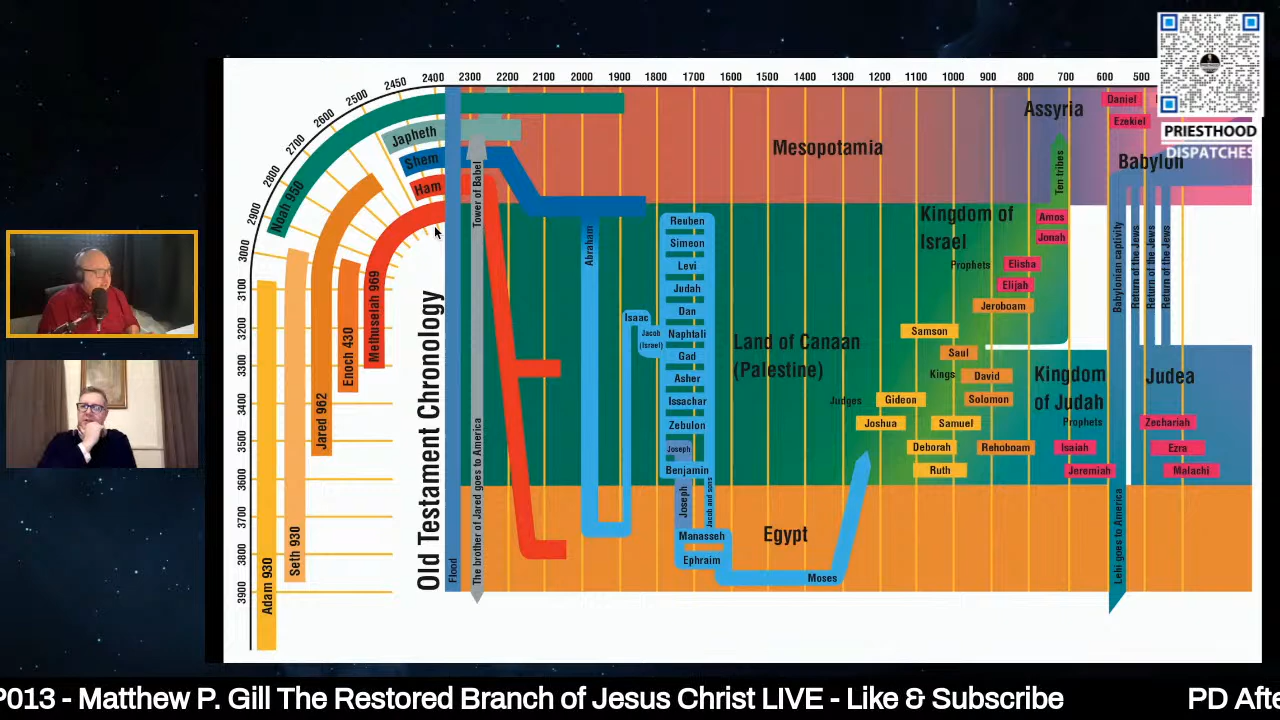 2450 2400 2300 2200 2100 2000 1900 1800 1700 1600 1500 1400 1300 1200 1100 1000 900 800 700 600 500
2500
2600
2700
2800
2900
3000
3100
3200
3300
3400
3500
3600
3700
3800
3900
Noah 950
Japheth
Shem
Ham
Methuselah 969
Enoch 430
Jared 962
Seth 930
Adam 930
Old Testament Chronology
Flood
Tower of Babel
The brother of Jared goes to America
Mesopotamia
Assyria
Babylon
Daniel
Ezekiel
Abraham
Isaac
Jacob
(Israel)
Reuben
Simeon
Levi
Judah
Dan
Naphtali
Gad
Asher
Issachar
Zebulon
Joseph
Benjamin
Joseph
Jacob and sons
Manasseh
Ephraim
Moses
Egypt
Land of Canaan
(Palestine)
Kingdom of
Israel
Ten tribes
Amos
Jonah
Prophets
Elisha
Elijah
Jeroboam
Samson
Saul
Kings
David
Judges
Gideon
Solomon
Joshua
Samuel
Deborah
Rehoboam
Ruth
Kingdom
of Judah
Prophets
Isaiah
Jeremiah
Babylonian captivity
Return of the Jews
Return of the Jews
Return of the Jews
Lehi goes to America
Judea
Zechariah
Ezra
Malachi
PRIESTHOOD
DISPATCHES
P013 - Matthew P. Gill The Restored Branch of Jesus Christ LIVE - Like & Subscribe PD Afte